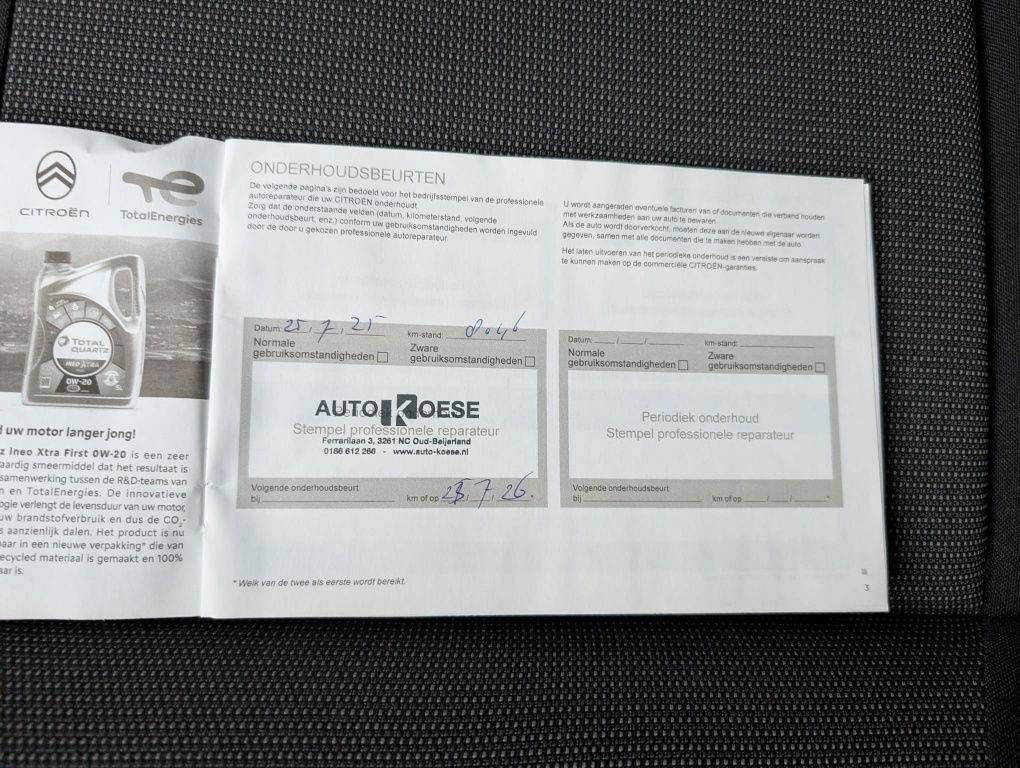 CITROËN
TotalEnergies
TOTAL
QUARTZ
INEO XTRA
0W-20
5L
d uw motor langer jong!
z Ineo Xtra First 0W-20 is een zeer
aardig smeermiddel dat het resultaat is
samenwerking tussen de R&D-teams van
n en TotalEnergies. De innovatieve
ogie verlengt de levensduur van uw motor,
uw brandstofverbruik en dus de CO₂-
s aanzienlijk dalen. Het product is nu
baar in een nieuwe verpakking* die van
ecycled materiaal is gemaakt en 100%
aar is.
ONDERHOUDSBEURTEN
De volgende pagina's zijn bedoeld voor het bedrijfsstempel van de professionele
autoreparateur die uw CITROËN onderhoudt.
Zorg dat de onderstaande velden (datum, kilometerstand, volgende
onderhoudsbeurt, enz.) conform uw gebruiksomstandigheden worden ingevuld
door de door u gekozen professionele autoreparateur.
U wordt aangeraden eventuele facturen van of documenten die verband houden
met werkzaamheden aan uw auto te bewaren.
Als de auto wordt doorverkocht, moeten deze aan de nieuwe eigenaar worden
gegeven, samen met alle documenten die te maken hebben met de auto.
Het laten uitvoeren van het periodieke onderhoud is een vereiste om aanspraak
te kunnen maken op de commerciële CITROËN-garanties.
Datum: 25/7/25 km-stand: 8046
Normale
gebruiksomstandigheden
Zware
gebruiksomstandigheden
Periodiek onderhoud
AUTO KOESE
Stempel professionele reparateur
Ferrarilaan 3, 3261 NC Oud-Beijerland
0186 612 266 - www.auto-koese.nl
Volgende onderhoudsbeurt
bij km of op 25/7/26.
Datum: / / km-stand:
Normale
gebruiksomstandigheden
Zware
gebruiksomstandigheden
Periodiek onderhoud
Stempel professionele reparateur
Volgende onderhoudsbeurt
bij km of op / / *
* Welk van de twee als eerste wordt bereikt.
3